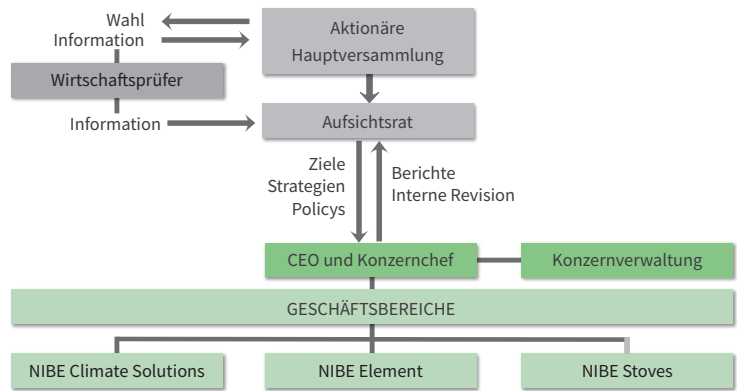 Wahl
Information
Aktionäre
Hauptversammlung
Wirtschaftsprüfer
Information
Aufsichtsrat
Ziele
Strategien
Policys
Berichte
Interne Revision
CEO und Konzernchef
Konzernverwaltung
GESCHÄFTSBEREICHE
NIBE Climate Solutions
NIBE Element
NIBE Stoves